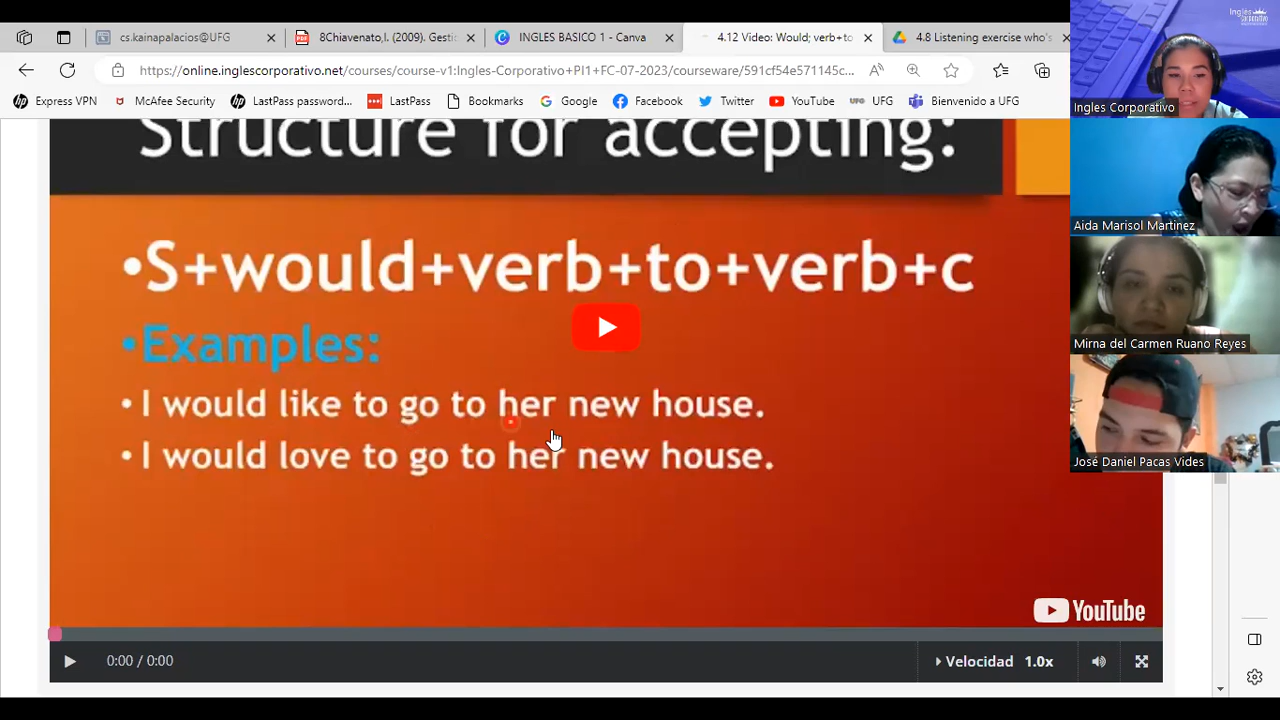 cs.kainapalacios@UFG
8Chiavenato,I. (2009). Gesti
INGLES BASICO 1 - Canva
4.12 Video: Would; verb+to
4.8 Listening exercise who's
https://online.inglescorporativo.net/courses/course-v1:Ingles-Corporativo+PI1+FC-07-2023/courseware/591cf54e571145c...
Express VPN
McAfee Security
LastPass password...
LastPass
Bookmarks
Google
Facebook
Twitter
YouTube
UFG
Bienvenido a UFG
Structure for accepting:
•S+would+verb+to+verb+c
•Examples:
• I would like to go to her new house.
• I would love to go to her new house.
YouTube
0:00 / 0:00
Velocidad 1.0x
Ingles Corporativo
Aida Marisol Martinez
Mirna del Carmen Ruano Reyes
José Daniel Pacas Vides